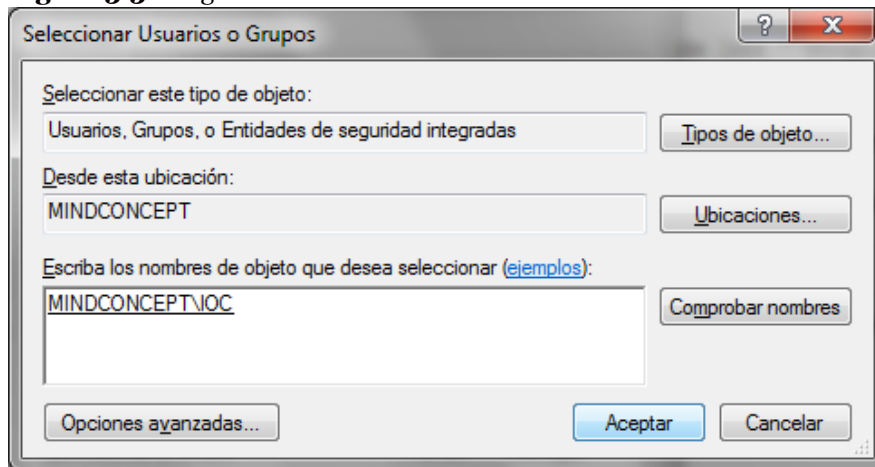 Seleccionar Usuarios o Grupos
Seleccionar este tipo de objeto:
Usuarios, Grupos, o Entidades de seguridad integradas
Tipos de objeto...
Desde esta ubicación:
MINDCONCEPT
Ubicaciones...
Escriba los nombres de objeto que desea seleccionar (ejemplos):
MINDCONCEPT\IOC
Comprobar nombres
Opciones avanzadas...
Aceptar
Cancelar